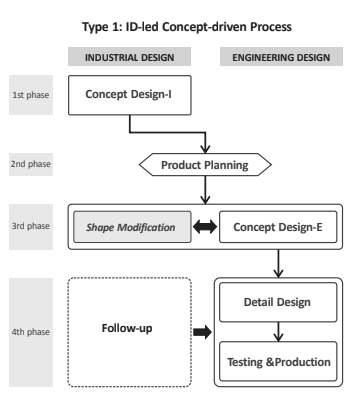 Type 1: ID-led Concept-driven Process
INDUSTRIAL DESIGN
ENGINEERING DESIGN
1st phase
Concept Design-I
2nd phase
Product Planning
3rd phase
Shape Modification
Concept Design-E
4th phase
Follow-up
Detail Design
Testing &Production